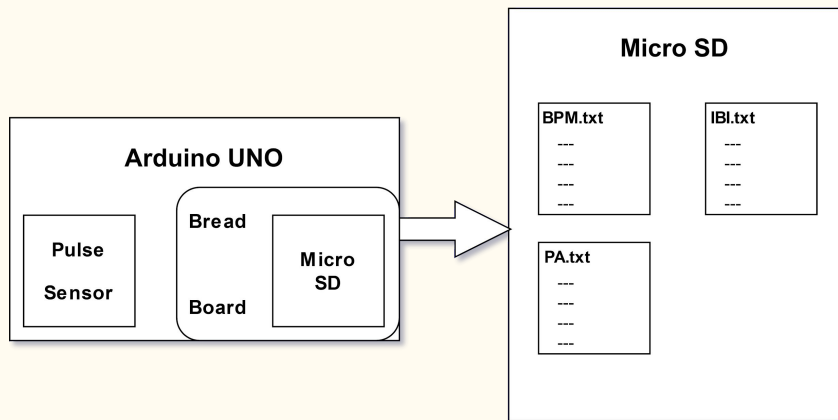 Micro SD
BPM.txt
---
---
---
---
IBI.txt
---
---
---
---
PA.txt
---
---
---
---
Arduino UNO
Pulse
Sensor
Bread
Board
Micro
SD